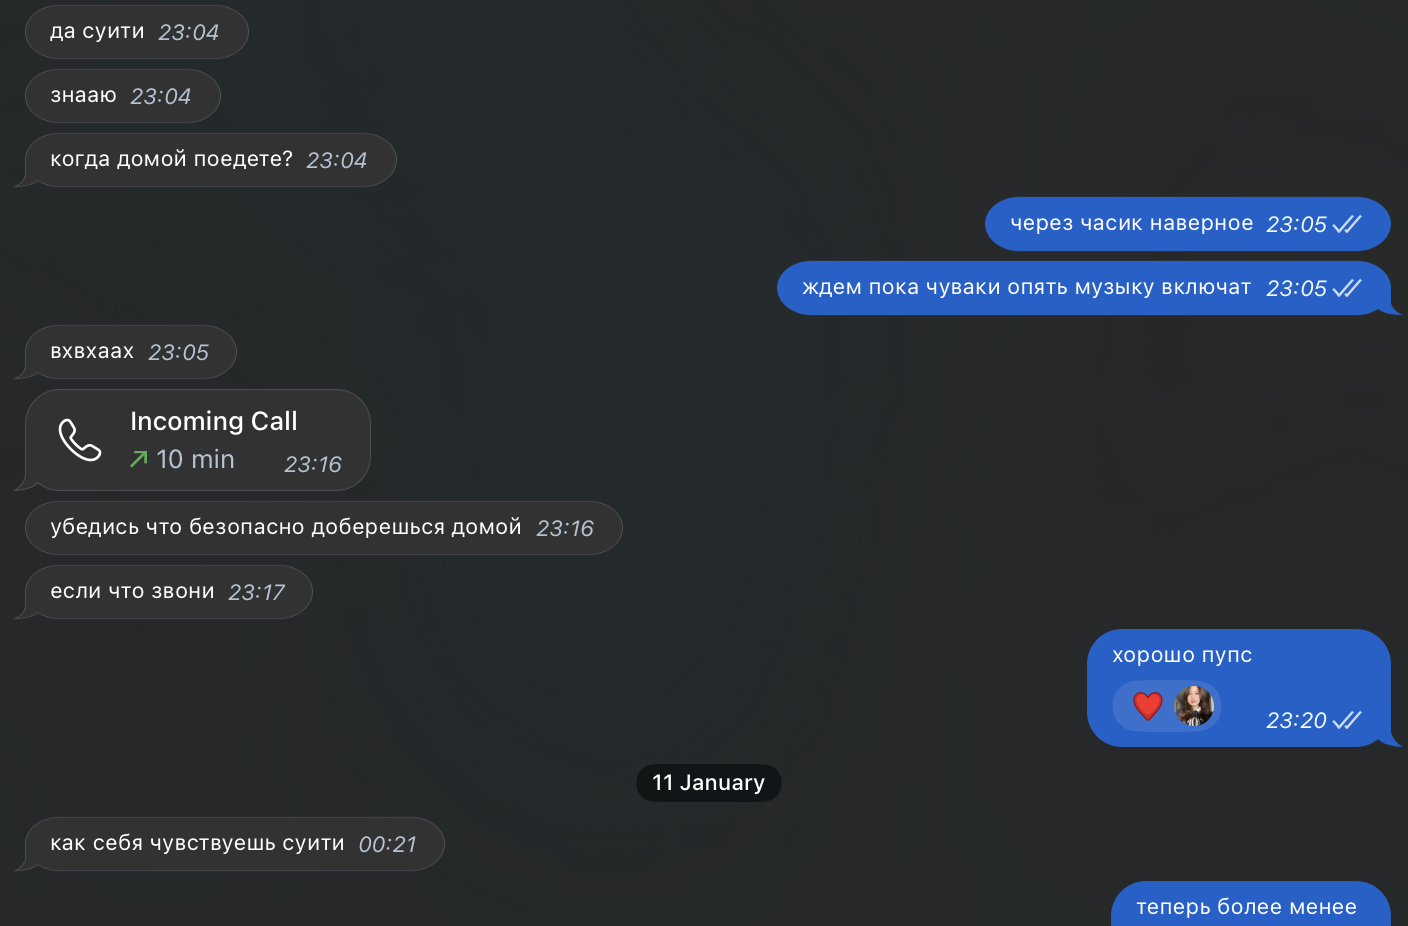 да суити 23:04
знааю 23:04
когда домой поедете? 23:04
через часик наверное 23:05
ждем пока чуваки опять музыку включат 23:05
вхвхаах 23:05
Incoming Call
10 min 23:16
убедись что безопасно доберешься домой 23:16
если что звони 23:17
хорошо пупс
23:20
11 January
как себя чувствуешь суити 00:21
теперь более менее